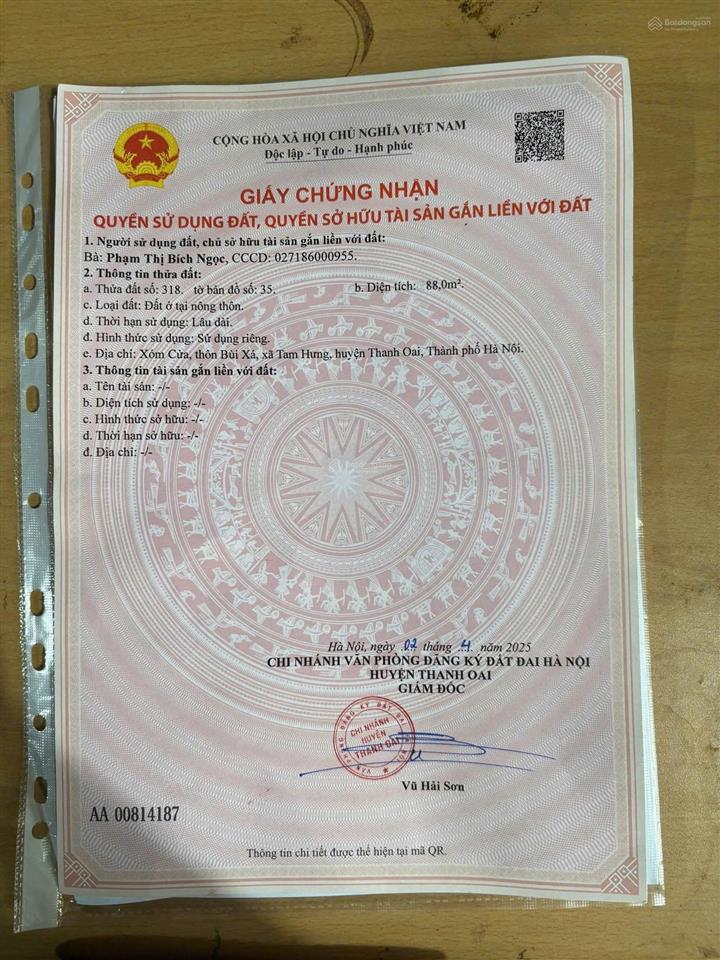 Batdongsan
CỘNG HÒA XÃ HỘI CHỦ NGHĨA VIỆT NAM
Độc lập - Tự do - Hạnh phúc
GIẤY CHỨNG NHẬN
QUYỀN SỬ DỤNG ĐẤT, QUYỀN SỞ HỮU TÀI SẢN GẮN LIỀN VỚI ĐẤT
1. Người sử dụng đất, chủ sở hữu tài sản gắn liền với đất:
Bà: Phạm Thị Bích Ngọc, CCCD: 027186000955.
2. Thông tin thửa đất:
a. Thửa đất số: 318. tờ bản đồ số: 35. b. Diện tích: 88,0m².
c. Loại đất: Đất ở tại nông thôn.
d. Thời hạn sử dụng: Lâu dài.
đ. Hình thức sử dụng: Sử dụng riêng.
e. Địa chỉ: Xóm Cửa, thôn Bùi Xá, xã Tam Hưng, huyện Thanh Oai, Thành phố Hà Nội.
3. Thông tin tài sản gắn liền với đất:
a. Tên tài sản: -/-
b. Diện tích sử dụng: -/-
c. Hình thức sở hữu: -/-
d. Thời hạn sở hữu: -/-
đ. Địa chỉ: -/-
Hà Nội, ngày 02 tháng 4 năm 2025
CHI NHÁNH VĂN PHÒNG ĐĂNG KÝ ĐẤT ĐAI HÀ NỘI
HUYỆN THANH OAI
GIÁM ĐỐC
CHI NHÁNH
HUYỆN
THANH OAI
Vũ Hải Sơn
AA 00814187
Thông tin chi tiết được thể hiện tại mã QR.